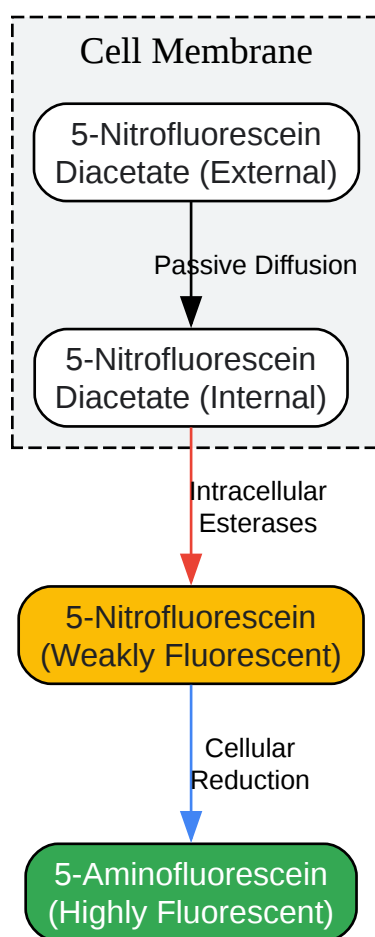 Cell Membrane
5-Nitrofluorescein
Diacetate (External)
Passive Diffusion
5-Nitrofluorescein
Diacetate (Internal)
Intracellular
Esterases
5-Nitrofluorescein
(Weakly Fluorescent)
Cellular
Reduction
5-Aminofluorescein
(Highly Fluorescent)